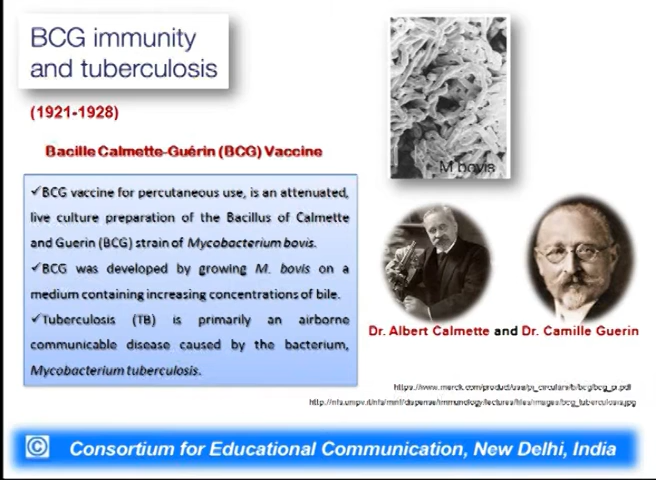 BCG immunity
and tuberculosis
(1921-1928)
Bacille Calmette-Guérin (BCG) Vaccine
✓BCG vaccine for percutaneous use, is an attenuated,
live culture preparation of the Bacillus of Calmette
and Guerin (BCG) strain of Mycobacterium bovis.
✓BCG was developed by growing M. bovis on a
medium containing increasing concentrations of bile.
✓Tuberculosis (TB) is primarily an airborne
communicable disease caused by the bacterium,
Mycobacterium tuberculosis.
M bovis
Dr. Albert Calmette and Dr. Camille Guerin
© Consortium for Educational Communication, New Delhi, India